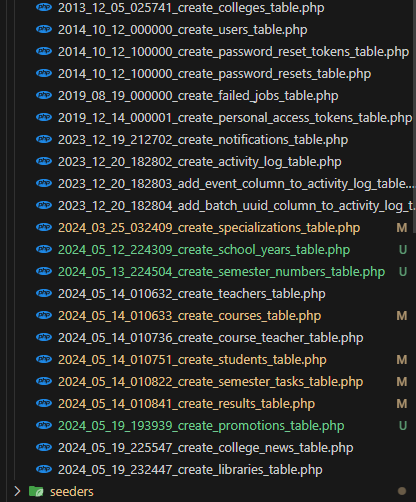 2013_12_05_025741_create_colleges_table.php
2014_10_12_000000_create_users_table.php
2014_10_12_100000_create_password_reset_tokens_table.php
2014_10_12_100000_create_password_resets_table.php
2019_08_19_000000_create_failed_jobs_table.php
2019_12_14_000001_create_personal_access_tokens_table.php
2023_12_19_212702_create_notifications_table.php
2023_12_20_182802_create_activity_log_table.php
2023_12_20_182803_add_event_column_to_activity_log_table...
2023_12_20_182804_add_batch_uuid_column_to_activity_log_t...
2024_03_25_032409_create_specializations_table.php M
2024_05_12_224309_create_school_years_table.php U
2024_05_13_224504_create_semester_numbers_table.php U
2024_05_14_010632_create_teachers_table.php
2024_05_14_010633_create_courses_table.php M
2024_05_14_010736_create_course_teacher_table.php
2024_05_14_010751_create_students_table.php M
2024_05_14_010822_create_semester_tasks_table.php M
2024_05_14_010841_create_results_table.php M
2024_05_19_193939_create_promotions_table.php U
2024_05_19_225547_create_college_news_table.php
2024_05_19_232447_create_libraries_table.php
seeders